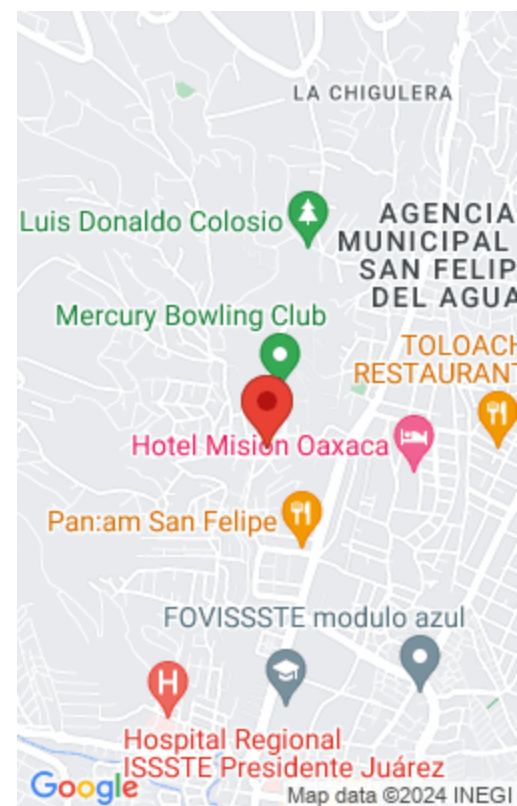 LA CHIGULERA
Luis Donaldo Colosio
AGENCIA
MUNICIPAL
SAN FELIP
DEL AGUA
Mercury Bowling Club
TOLOACH
RESTAURANT
Hotel Misión Oaxaca
Pan:am San Felipe
FOVISSSTE modulo azul
H
Hospital Regional
ISSSTE Presidente Juárez
Google
Map data ©2024 INEGI